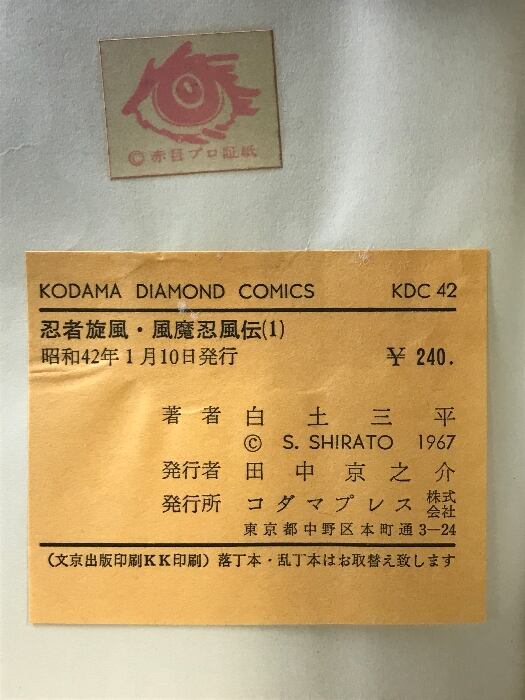 © 赤目プロ証紙
KODAMA DIAMOND COMICS KDC 42
忍者旋風・風魔忍風伝(1)
昭和42年1月10日発行 ¥ 240.
著者 白土三平
© S. SHIRATO 1967
発行者 田中京之介
発行所 コダマプレス 株式会社
東京都中野区本町通3-24
(文京出版印刷KK印刷) 落丁本・乱丁本はお取替え致します